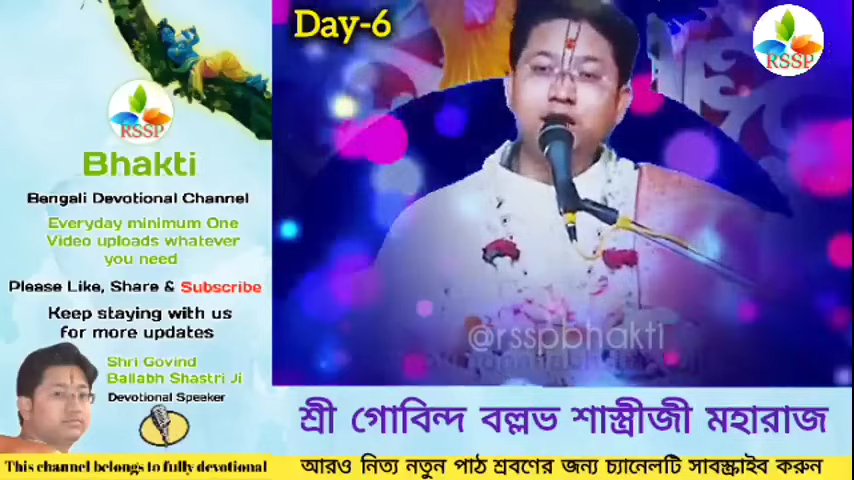 Day-6
RSSP
RSSP
Bhakti
Bengali Devotional Channel
Everyday minimum One
Video uploads whatever
you need
Please Like, Share & Subscribe
Keep staying with us
for more updates
Shri Govind
Ballabh Shastri Ji
Devotional Speaker
This channel belongs to fully devotional
@rsspbhakti
শ্রী গোবিন্দ বল্লভ শাস্ত্রীজী মহারাজ
আরও নিত্য নতুন পাঠ শ্রবণের জন্য চ্যানেলটি সাবস্ক্রাইব করুন